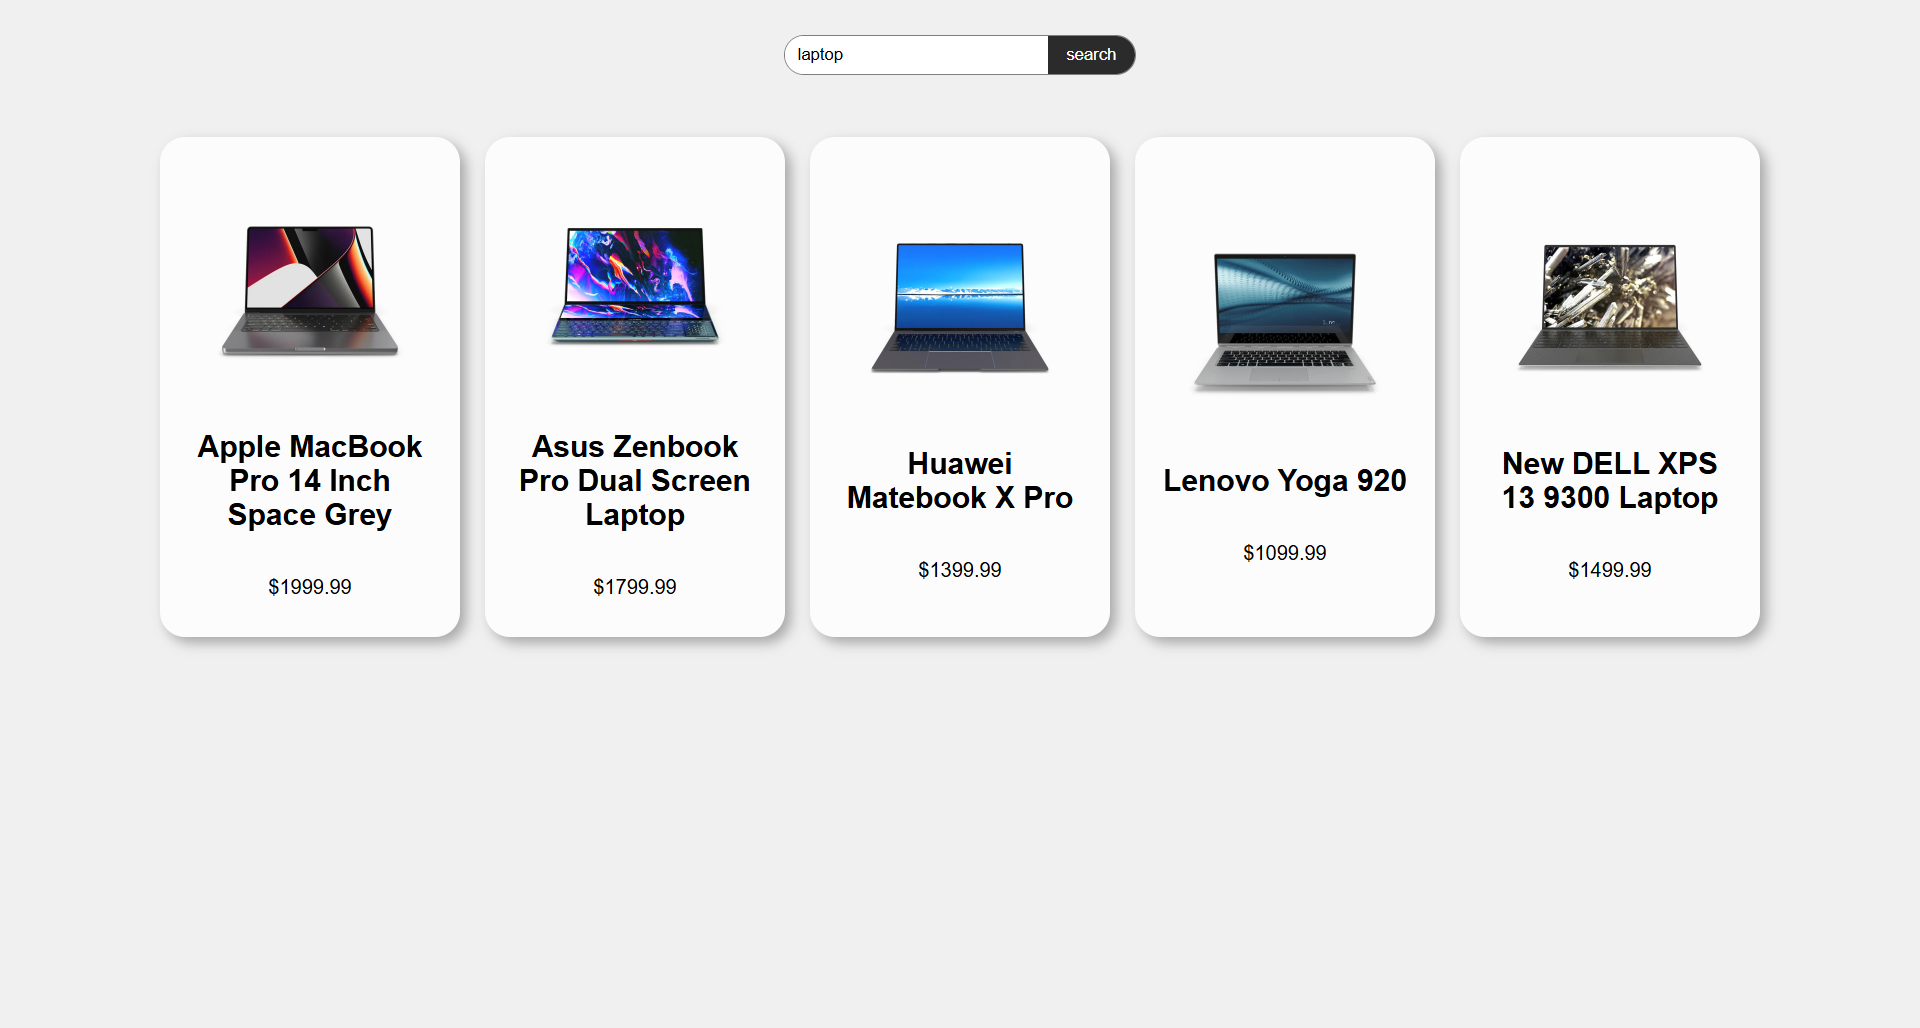 laptop
search
Apple MacBook
Pro 14 Inch
Space Grey
$1999.99
Asus Zenbook
Pro Dual Screen
Laptop
$1799.99
Huawei
Matebook X Pro
$1399.99
Lenovo Yoga 920
$1099.99
New DELL XPS
13 9300 Laptop
$1499.99